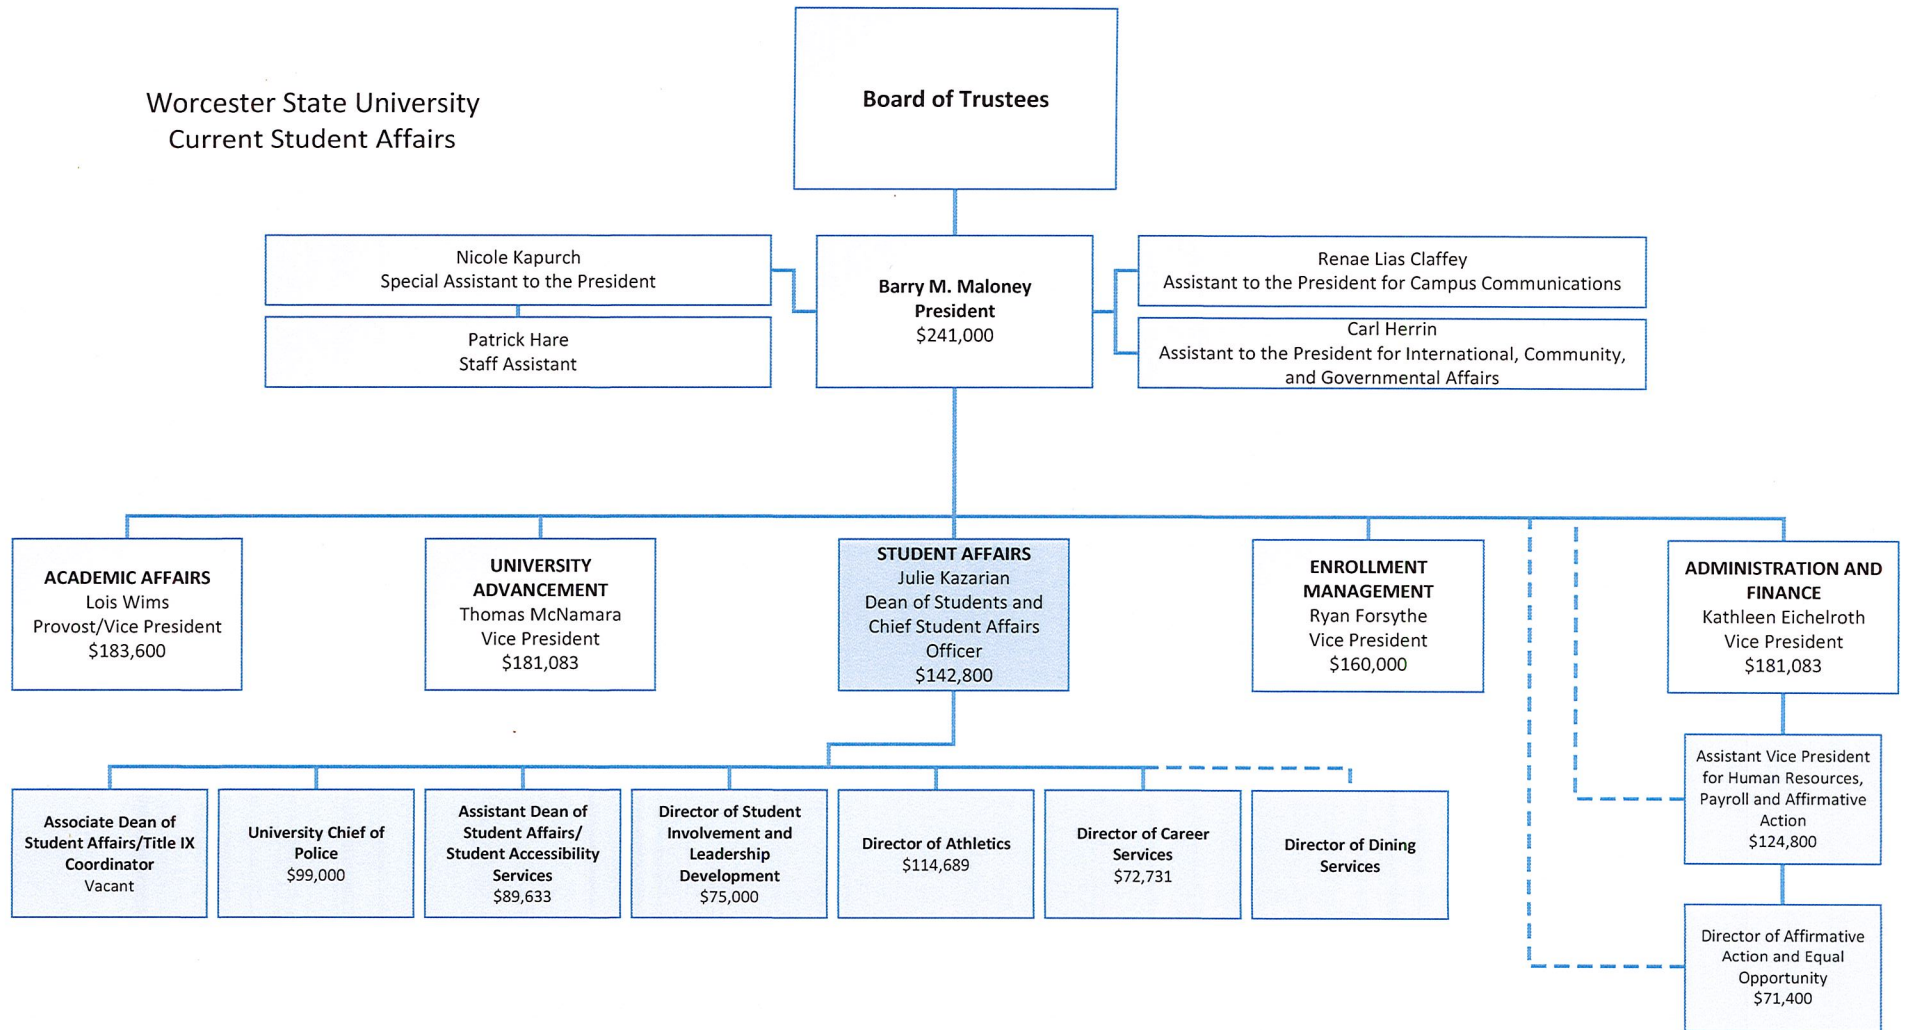 Worcester State University
Current Student Affairs
Board of Trustees
Nicole Kapurch
Special Assistant to the President
Patrick Hare
Staff Assistant
Barry M. Maloney
President
$241,000
Renae Lias Claffey
Assistant to the President for Campus Communications
Carl Herrin
Assistant to the President for International, Community,
and Governmental Affairs
ACADEMIC AFFAIRS
Lois Wims
Provost/Vice President
$183,600
UNIVERSITY
ADVANCEMENT
Thomas McNamara
Vice President
$181,083
STUDENT AFFAIRS
Julie Kazarian
Dean of Students and
Chief Student Affairs
Officer
$142,800
ENROLLMENT
MANAGEMENT
Ryan Forsythe
Vice President
$160,000
ADMINISTRATION AND
FINANCE
Kathleen Eichelroth
Vice President
$181,083
Associate Dean of
Student Affairs/Title IX
Coordinator
Vacant
University Chief of
Police
$99,000
Assistant Dean of
Student Affairs/
Student Accessibility
Services
$89,633
Director of Student
Involvement and
Leadership
Development
$75,000
Director of Athletics
$114,689
Director of Career
Services
$72,731
Director of Dining
Services
Assistant Vice President
for Human Resources,
Payroll and Affirmative
Action
$124,800
Director of Affirmative
Action and Equal
Opportunity
$71,400